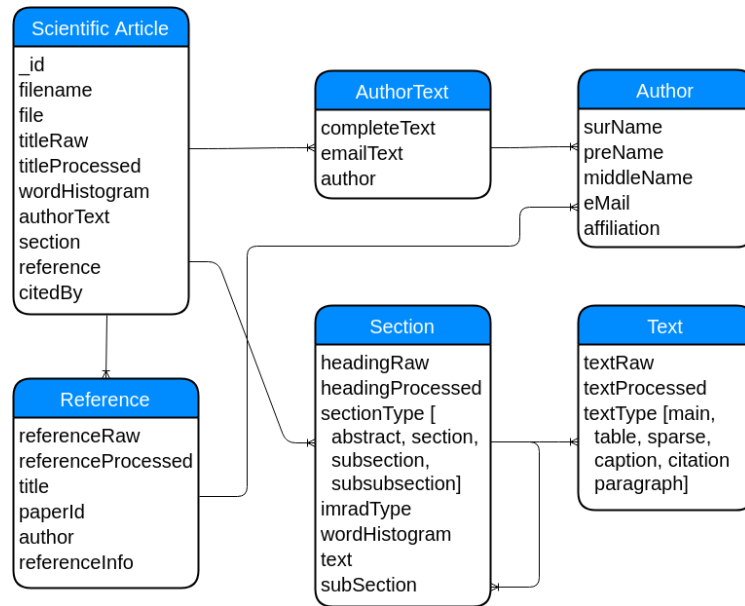 Scientific Article
_id
filename
file
titleRaw
titleProcessed
wordHistogram
authorText
section
reference
citedBy
AuthorText
completeText
emailText
author
Author
surName
preName
middleName
eMail
affiliation
Reference
referenceRaw
referenceProcessed
title
paperId
author
referenceInfo
Section
headingRaw
headingProcessed
sectionType [
abstract, section,
subsection,
subsubsection]
imradType
wordHistogram
text
subSection
Text
textRaw
textProcessed
textType [main,
table, sparse,
caption, citation
paragraph]